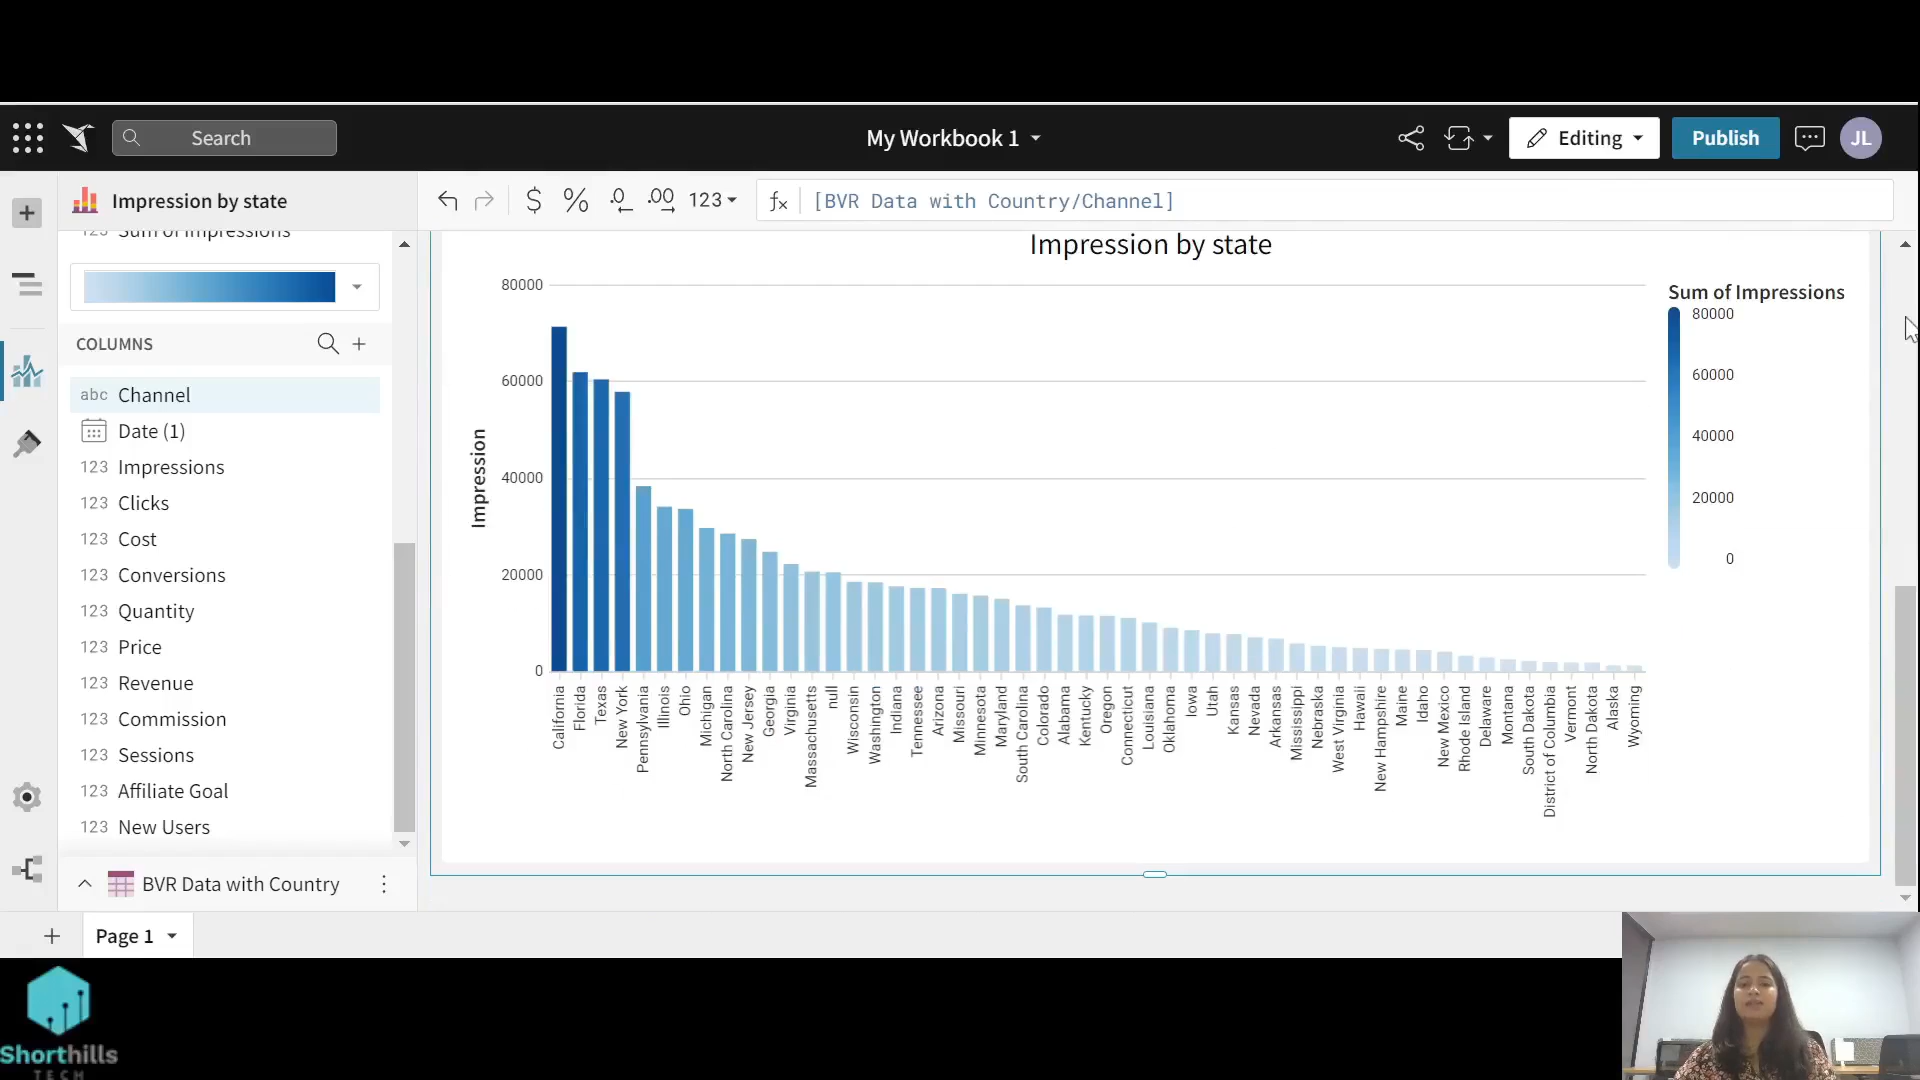 Search
My Workbook 1
Editing
Publish
JL
Impression by state
$ % .0 .00 123
fx
[BVR Data with Country/Channel]
123 Sum of Impressions
COLUMNS
abc Channel
Date (1)
123 Impressions
123 Clicks
123 Cost
123 Conversions
123 Quantity
123 Price
123 Revenue
123 Commission
123 Sessions
123 Affiliate Goal
123 New Users
BVR Data with Country
Impression by state
Impression
80000
60000
40000
20000
0
California
Florida
Texas
New York
Pennsylvania
Illinois
Ohio
Michigan
North Carolina
New Jersey
Georgia
Virginia
Massachusetts
null
Wisconsin
Washington
Indiana
Tennessee
Arizona
Missouri
Minnesota
Maryland
South Carolina
Colorado
Alabama
Kentucky
Oregon
Connecticut
Louisiana
Oklahoma
Iowa
Utah
Kansas
Nevada
Arkansas
Mississippi
Nebraska
West Virginia
Hawaii
New Hampshire
Maine
Idaho
New Mexico
Rhode Island
Delaware
Montana
South Dakota
District of Columbia
Vermont
North Dakota
Alaska
Wyoming
Sum of Impressions
80000
60000
40000
20000
0
Page 1
Shorthills
TECH